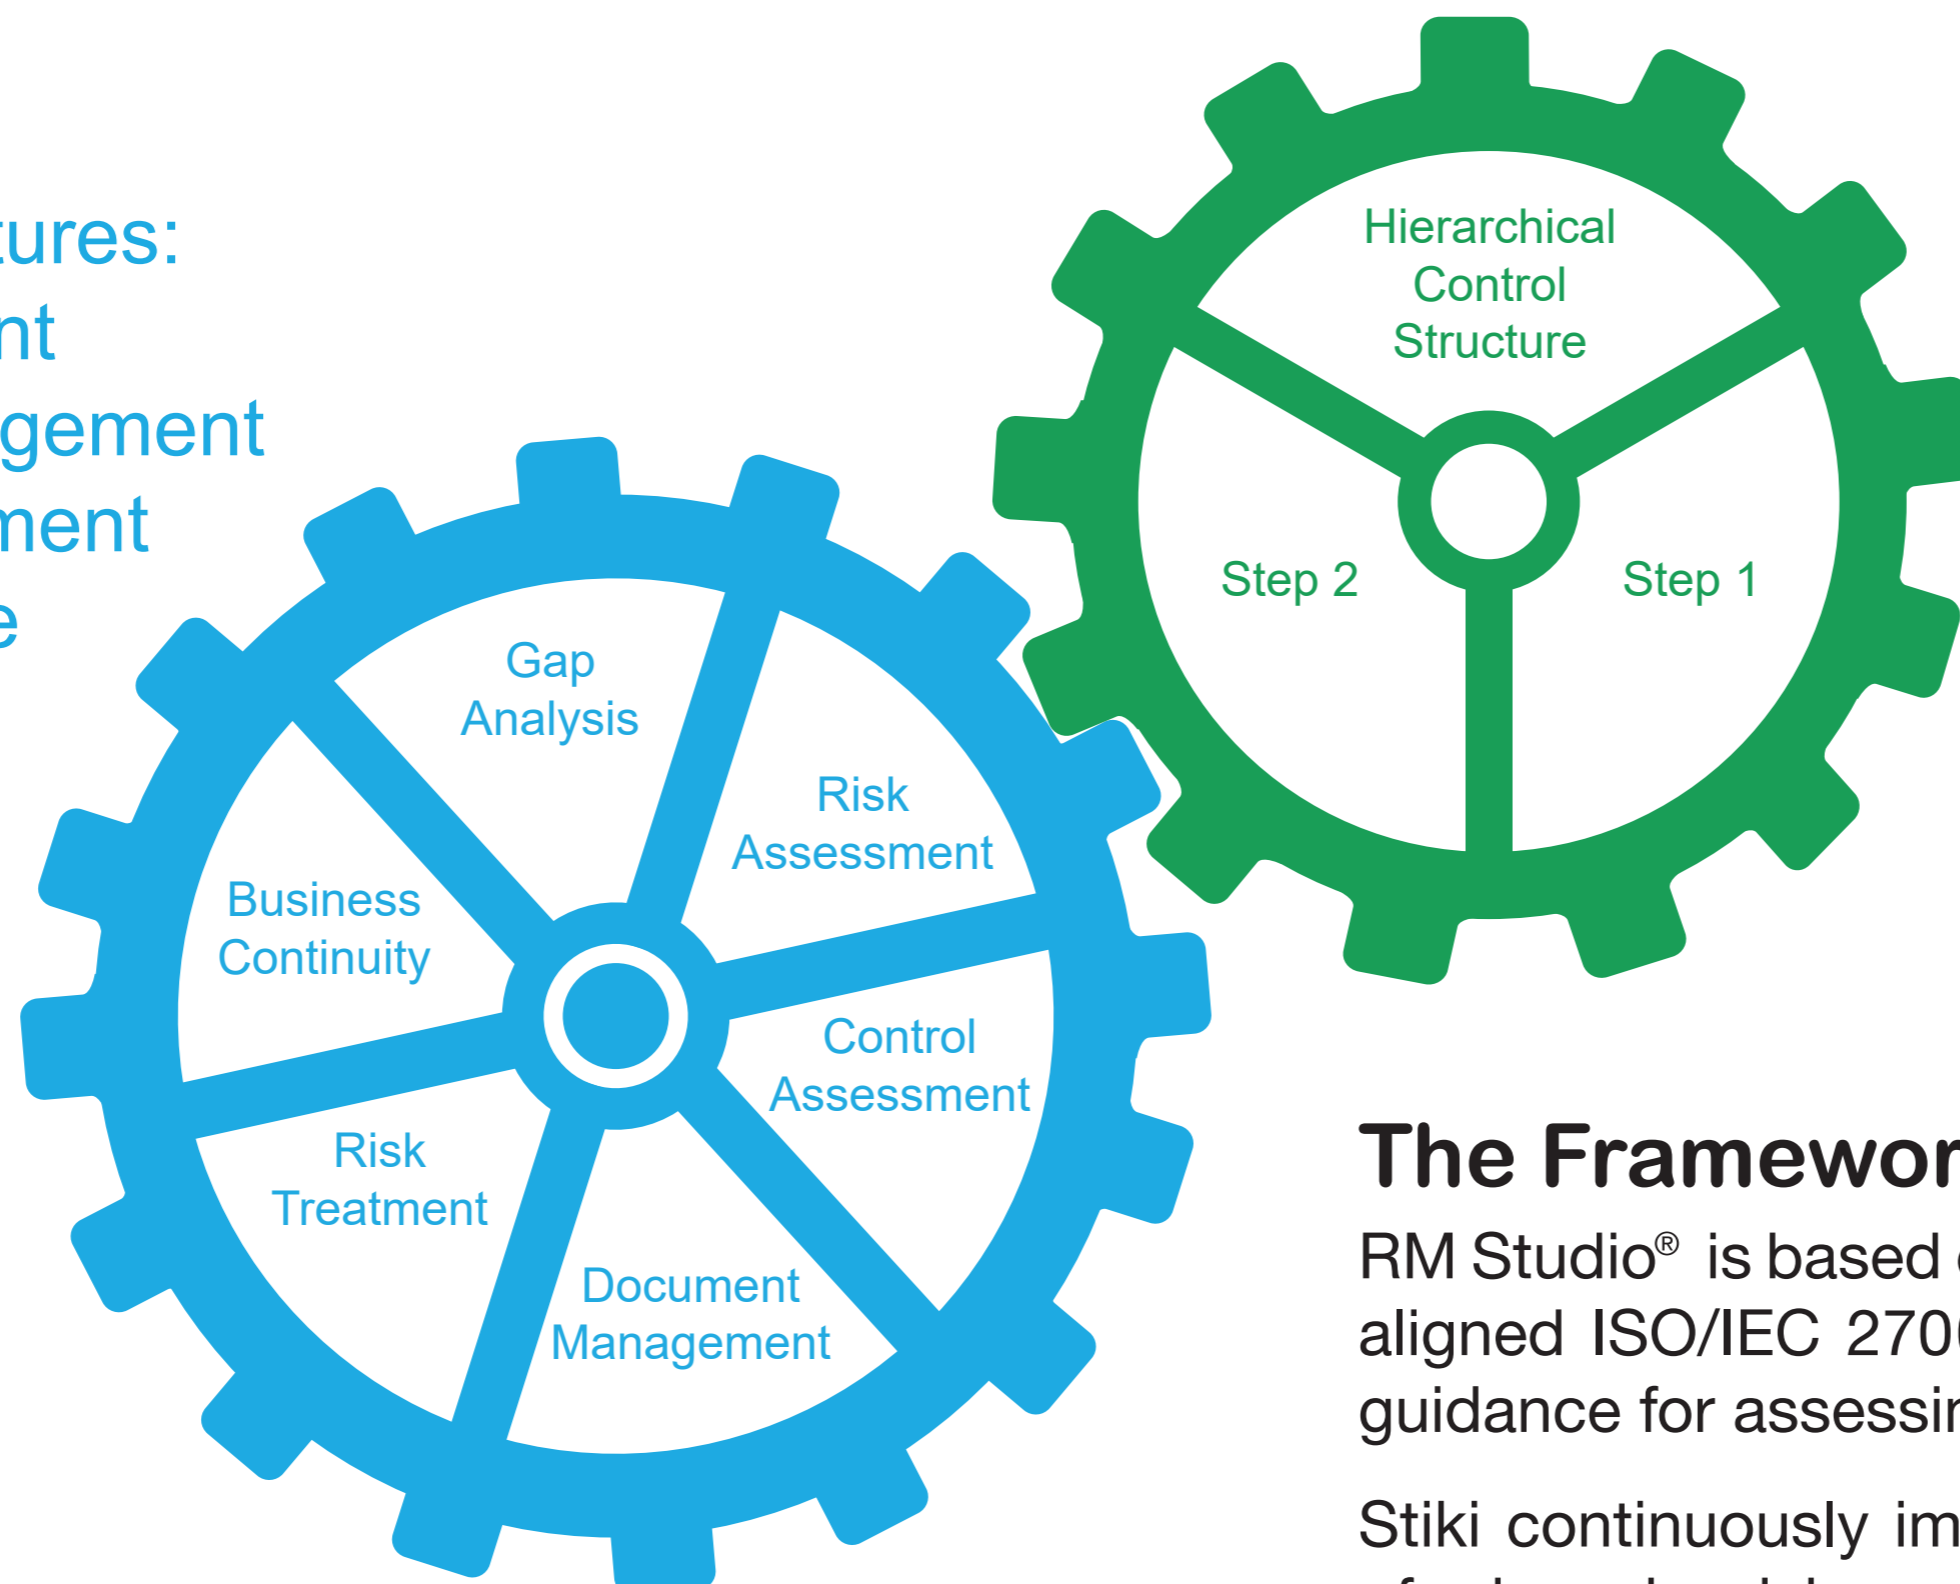 tures:
nt
gement
ment
e
Hierarchical
Control
Structure
Step 2
Step 1
Gap
Analysis
Risk
Assessment
Business
Continuity
Control
Assessment
Risk
Treatment
Document
Management
The Framewor
RM Studio® is based
aligned ISO/IEC 270
guidance for assessin
Stiki continuously im